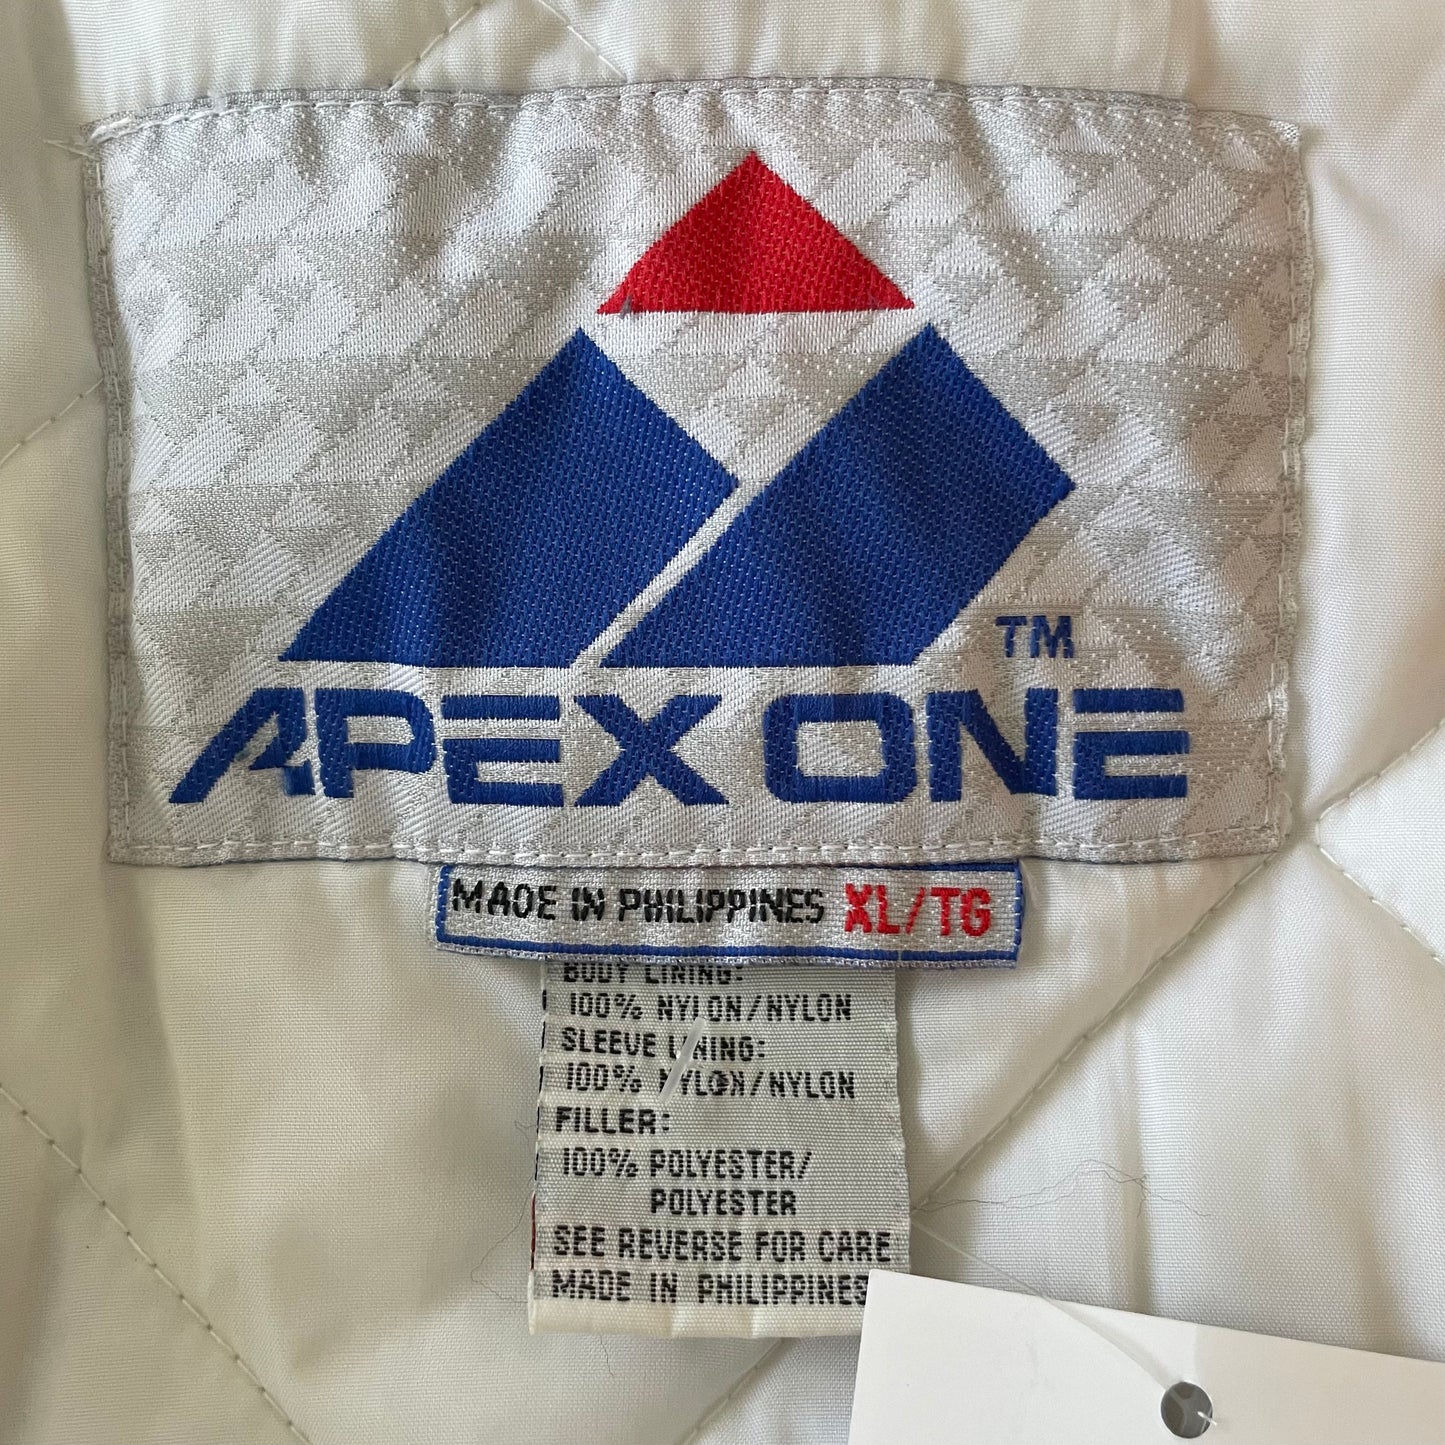 TM
APEX ONE
MADE IN PHILIPPINES XL/TG
BODY LINING:
100% NYLON/NYLON
SLEEVE LINING:
100% NYLON/NYLON
FILLER:
100% POLYESTER/
POLYESTER
SEE REVERSE FOR CARE
MADE IN PHILIPPINES